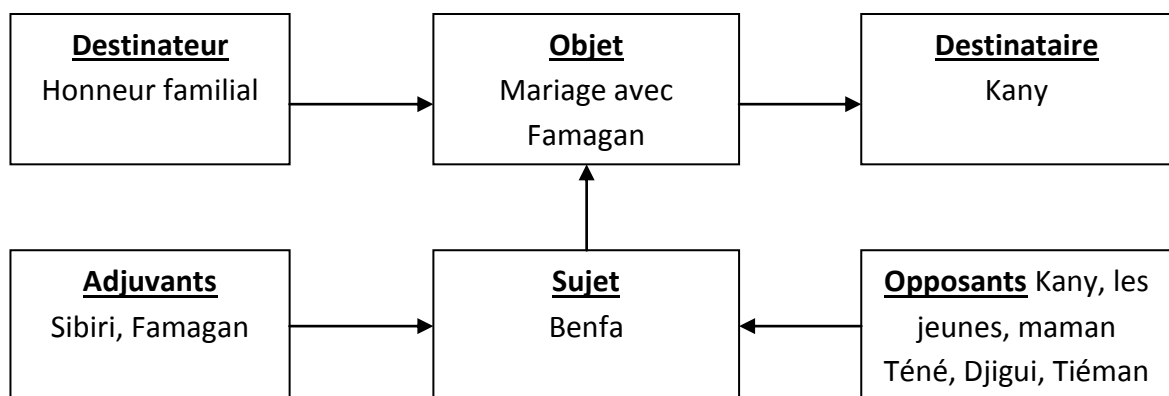 Destinateur
Honneur familial
Objet
Mariage avec
Famagan
Destinataire
Kany
Adjuvants
Sibiri, Famagan
Sujet
Benfa
Opposants Kany, les
jeunes, maman
Téné, Djigui, Tiéman